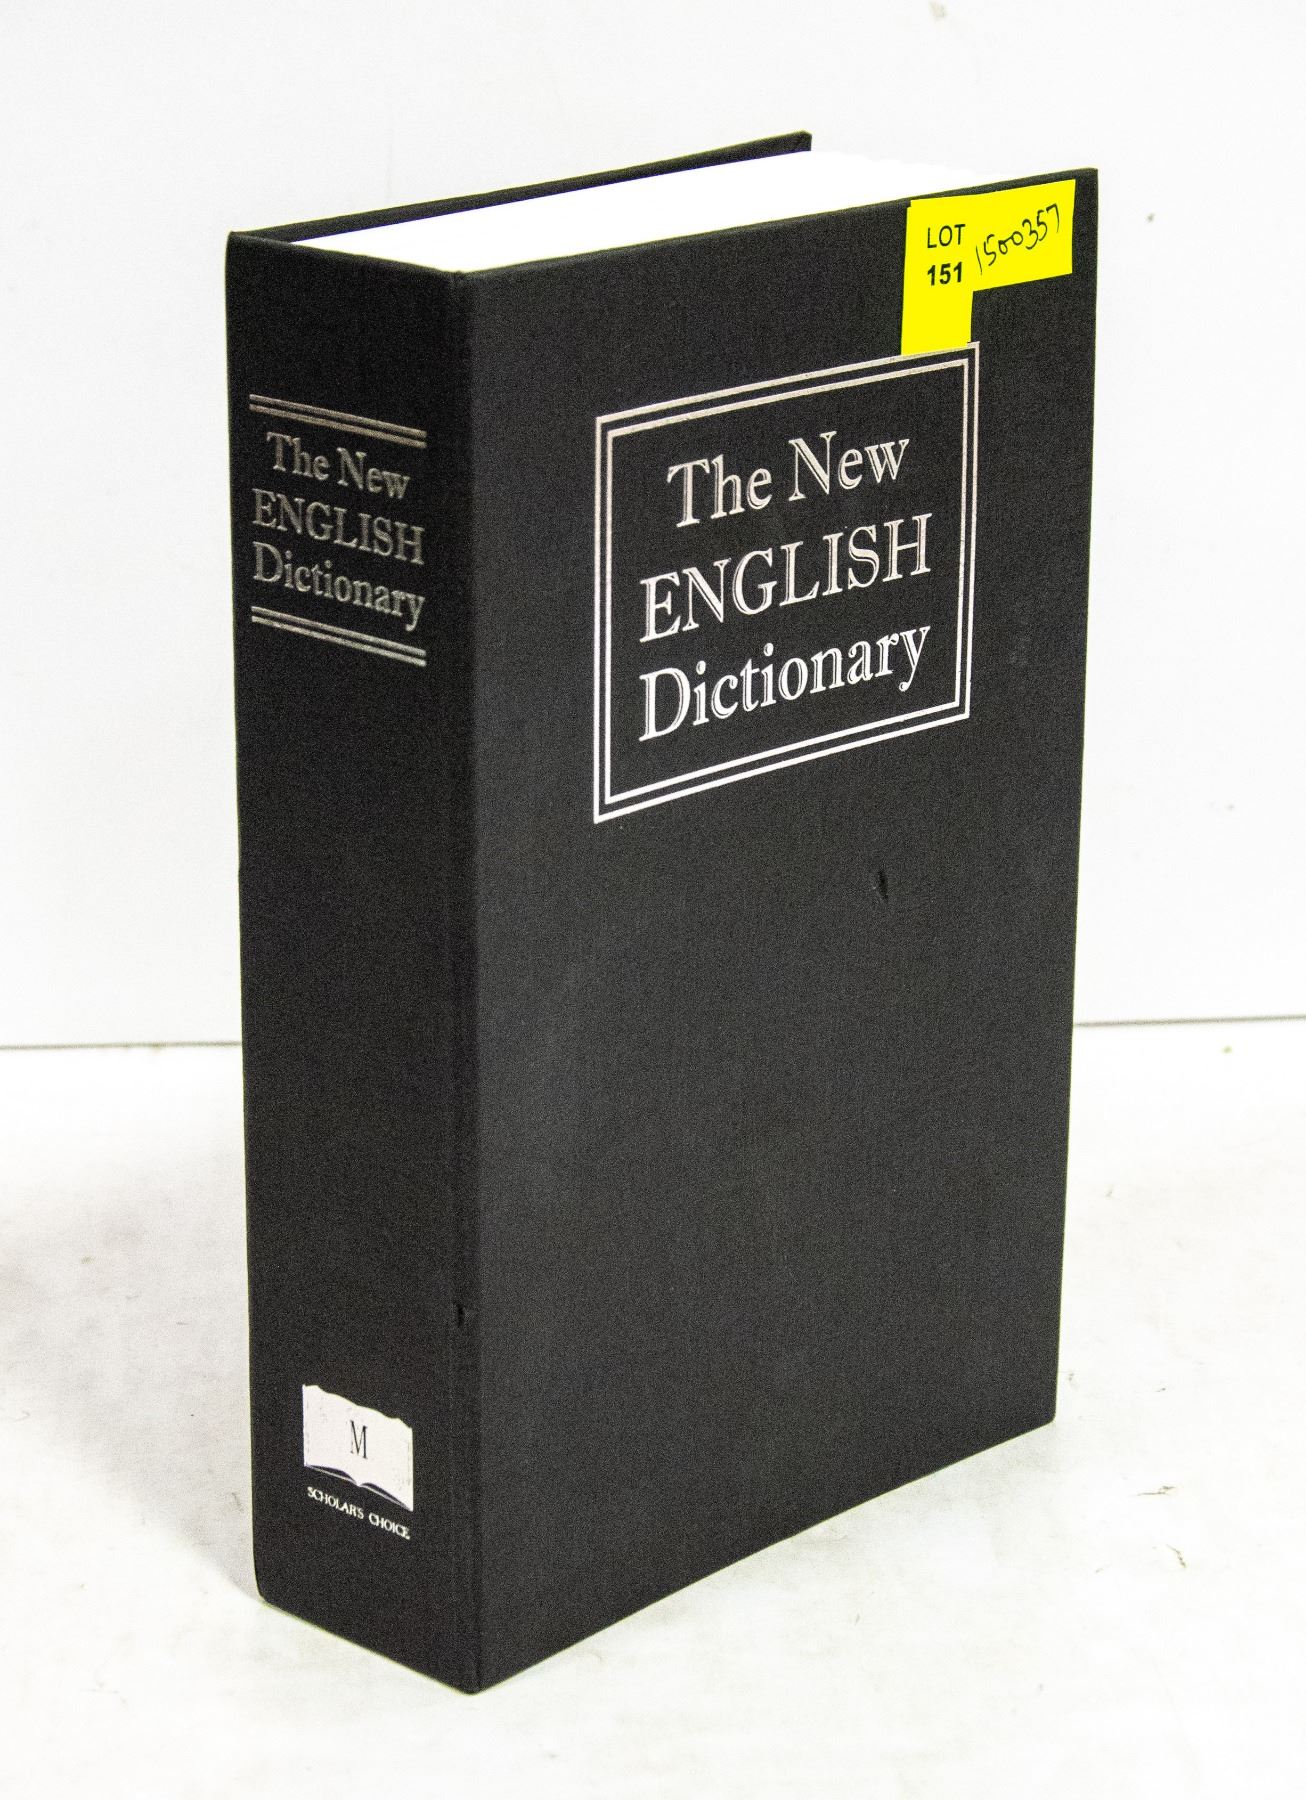 The New
ENGLISH
Dictionary
M
SCHOLAR'S CHOICE
LOT
151
1500357
The New
ENGLISH
Dictionary